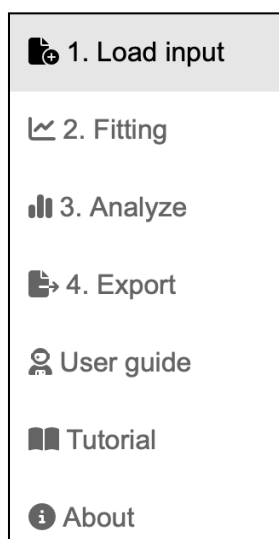 1. Load input
2. Fitting
3. Analyze
4. Export
User guide
Tutorial
About